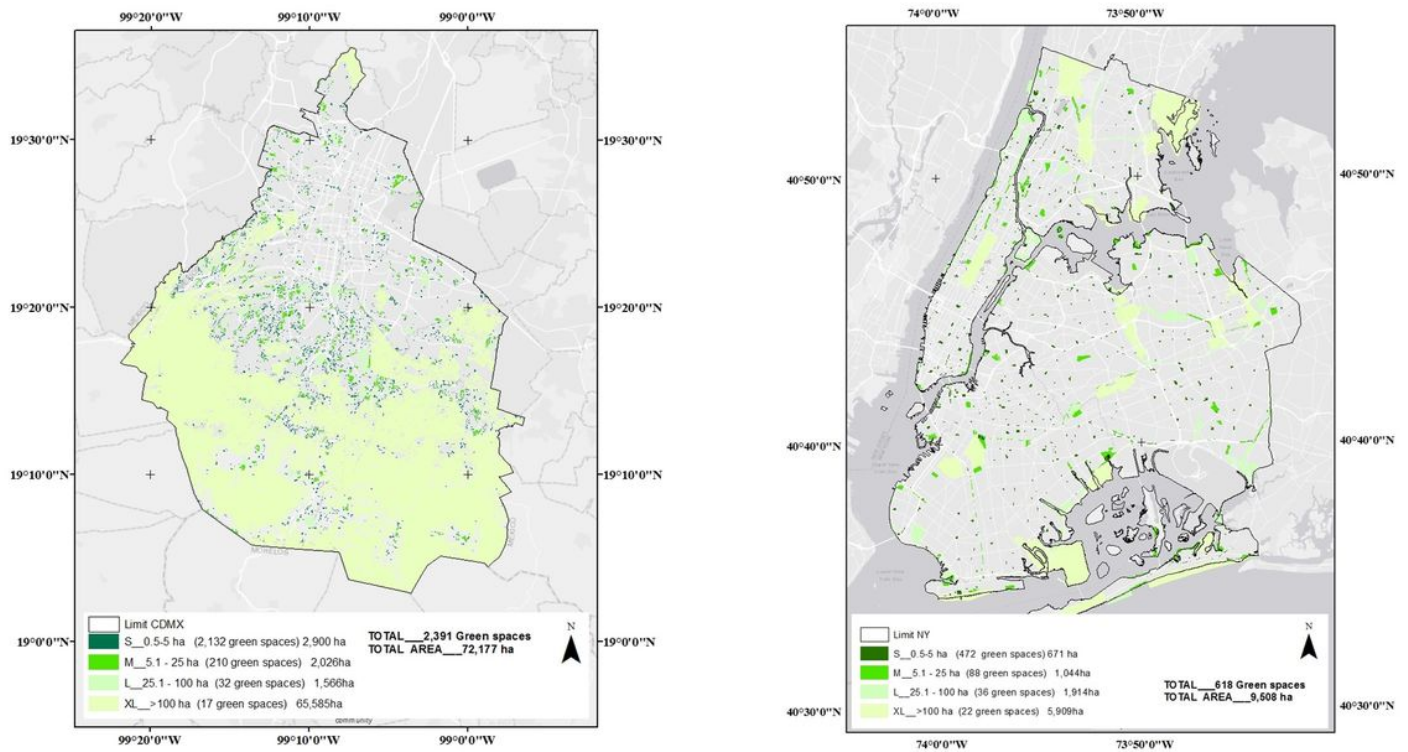 99°20'0"W 99°10'0"W 99°0'0"W
19°30'0"N 19°30'0"N
19°20'0"N 19°20'0"N
19°10'0"N 19°10'0"N
MORELOS
Limit CDMX
S__0.5-5 ha (2,132 green spaces) 2,900 ha
M__5.1 - 25 ha (210 green spaces) 2,026ha
L__25.1 - 100 ha (32 green spaces) 1,566ha
XL__>100 ha (17 green spaces) 65,585ha
TOTAL___2,391 Green spaces
TOTAL AREA___72,177 ha
N
19°0'0"N 19°0'0"N
community
99°20'0"W 99°10'0"W 99°0'0"W
74°0'0"W 73°50'0"W
40°50'0"N 40°50'0"N
40°40'0"N 40°40'0"N
Limit NY
S__0.5-5 ha (472 green spaces) 671 ha
M__5.1 - 25 ha (88 green spaces) 1,044ha
L__25.1 - 100 ha (36 green spaces) 1,914ha
XL__>100 ha (22 green spaces) 5,909ha
TOTAL___618 Green spaces
TOTAL AREA___9,508 ha
N
40°30'0"N 40°30'0"N
74°0'0"W 73°50'0"W